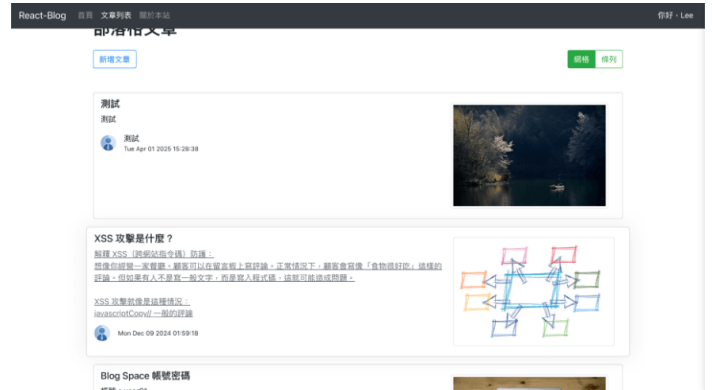 React-Blog 首頁 文章列表 關於本站 你好，Lee
部落格文章
新增文章 網格 條列
測試
測試
測試
Tue Apr 01 2025 15:28:38
XSS 攻擊是什麼？
解釋 XSS（跨網站指令碼）防護：
想像你經營一家餐廳，顧客可以在留言板上寫評論。正常情況下，顧客會寫像「食物很好吃」這樣的
評論。但如果有人不是寫一般文字，而是寫入程式碼，這就可能造成問題。
XSS 攻擊就像是這種情況：
javascriptCopy// 一般的評論
Mon Dec 09 2024 01:59:18
Blog Space 帳號密碼